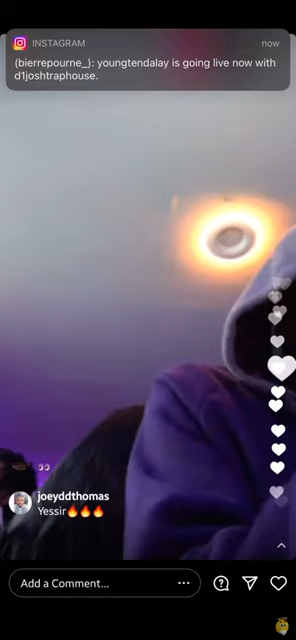 INSTAGRAM
now
(bierrepourne_): youngtendalay is going live now with
d1joshtraphouse.
👀
joeyddthomas
Yessir🔥🔥🔥
Add a Comment...